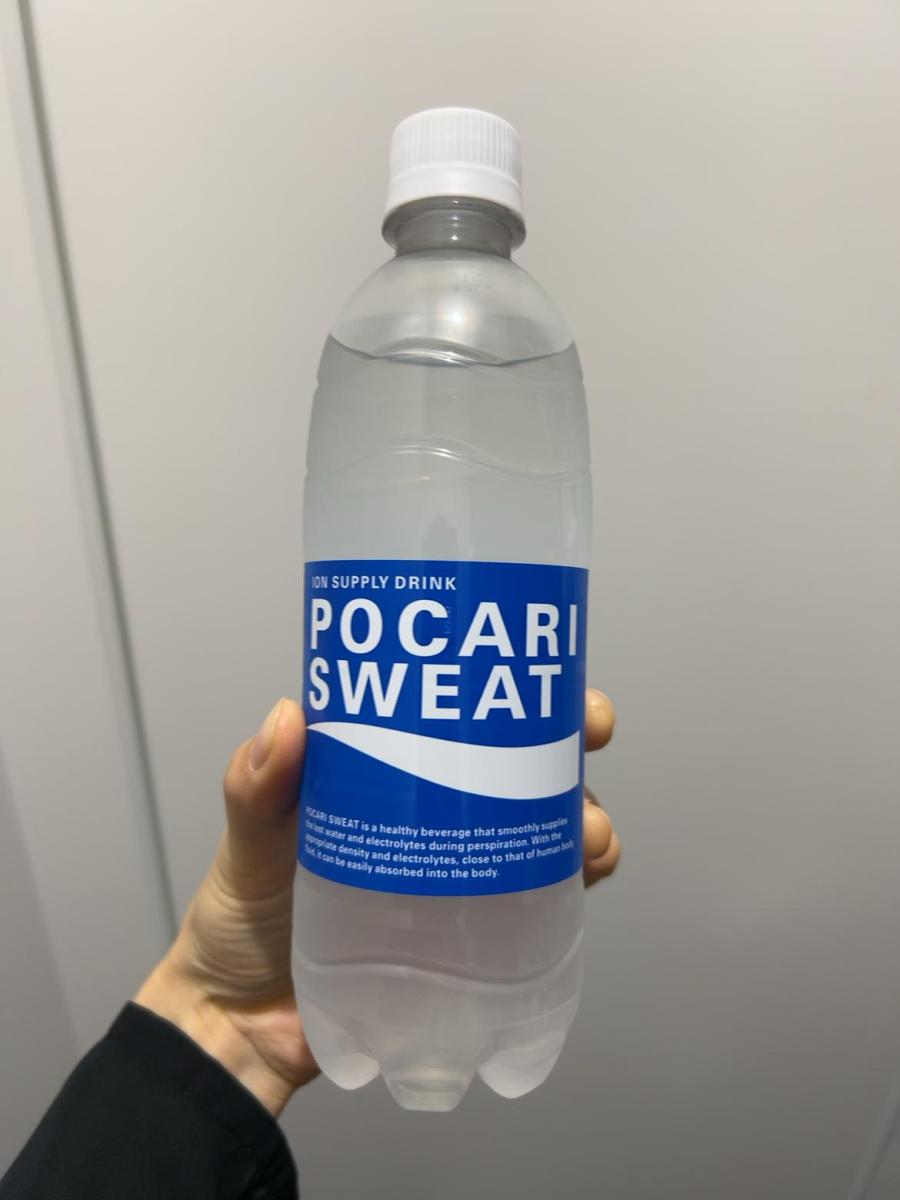 ION SUPPLY DRINK
POCARI
SWEAT
POCARI SWEAT is a healthy beverage that smoothly supplies
the lost water and electrolytes during perspiration. With the
appropriate density and electrolytes, close to that of human body
fluid, it can be easily absorbed into the body.